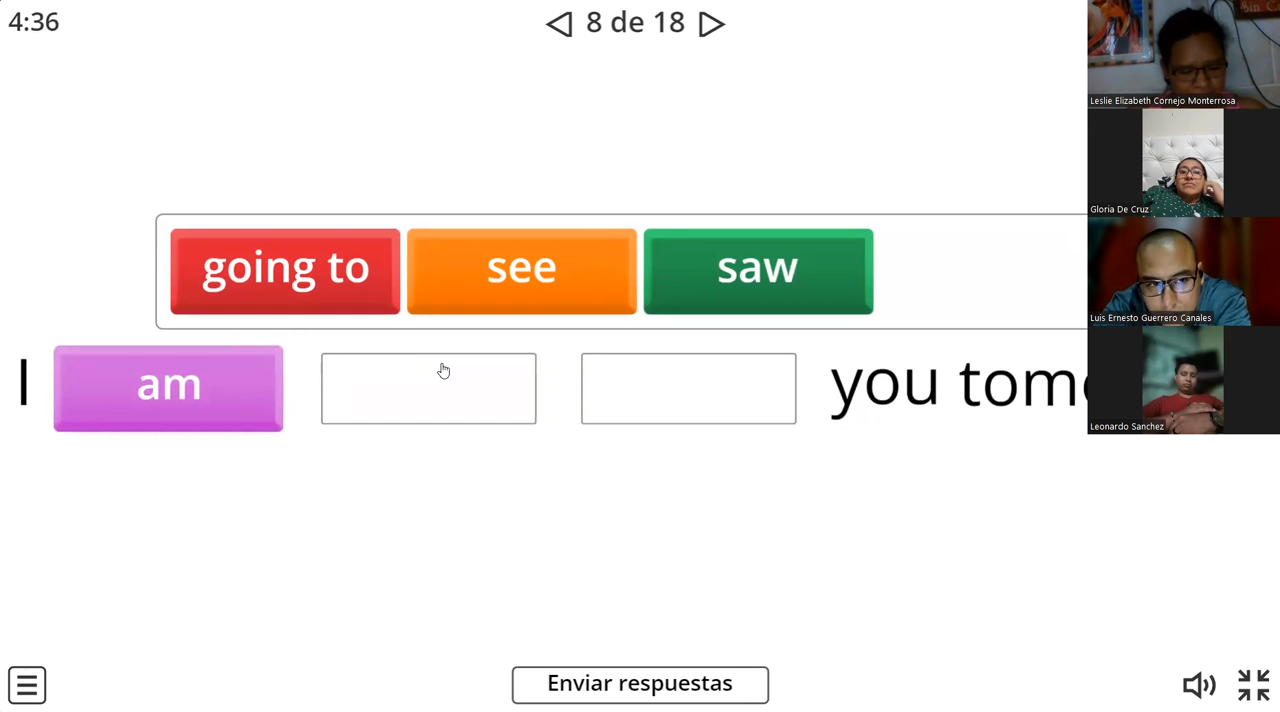 4:36
8 de 18
Leslie Elizabeth Cornejo Monterrosa
Gloria De Cruz
going to see saw
Luis Ernesto Guerrero Canales
I am you tom
Leonardo Sanchez
Enviar respuestas